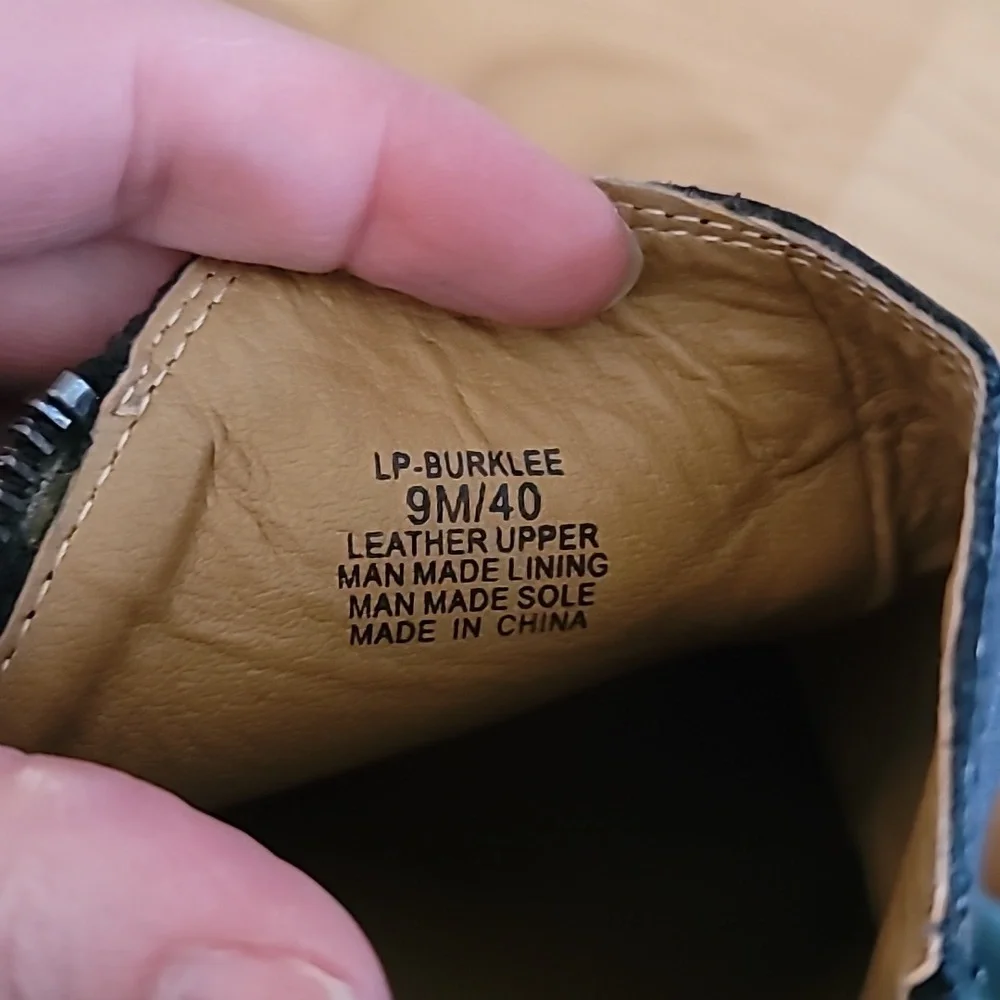 LP-BURKLEE
9M/40
LEATHER UPPER
MAN MADE LINING
MAN MADE SOLE
MADE IN CHINA